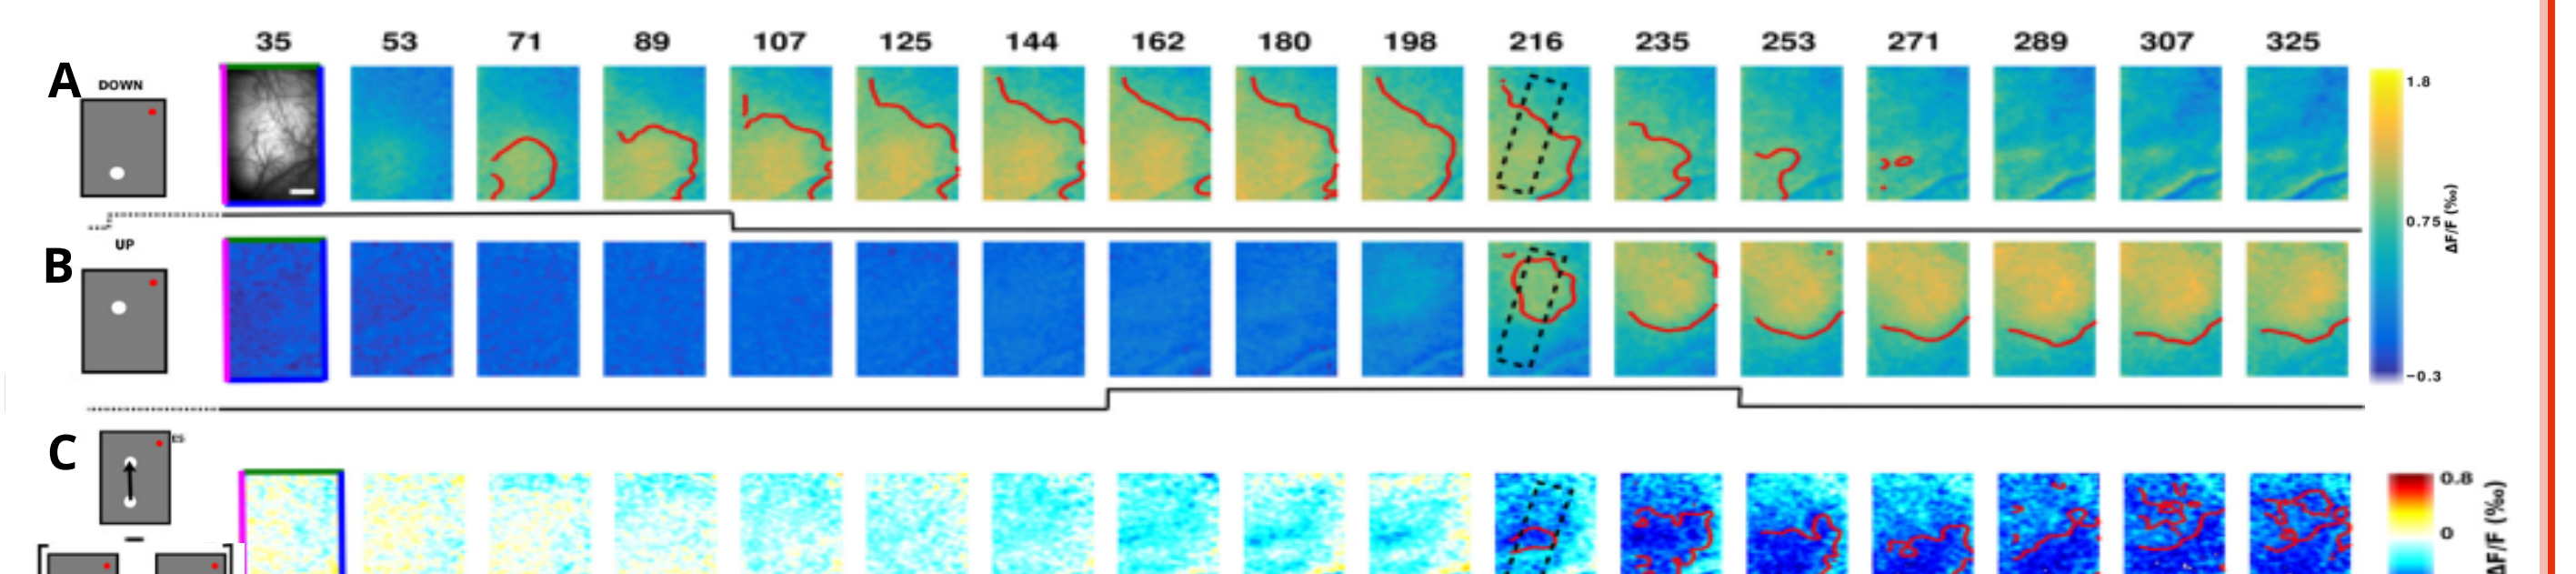 35 53 71 89 107 125 144 162 180 198 216 235 253 271 289 307 325
A
DOWN
1.8
0.75
ΔF/F (‰)
-0.3
B
UP
C
ES
0.8
0
ΔF/F (‰)